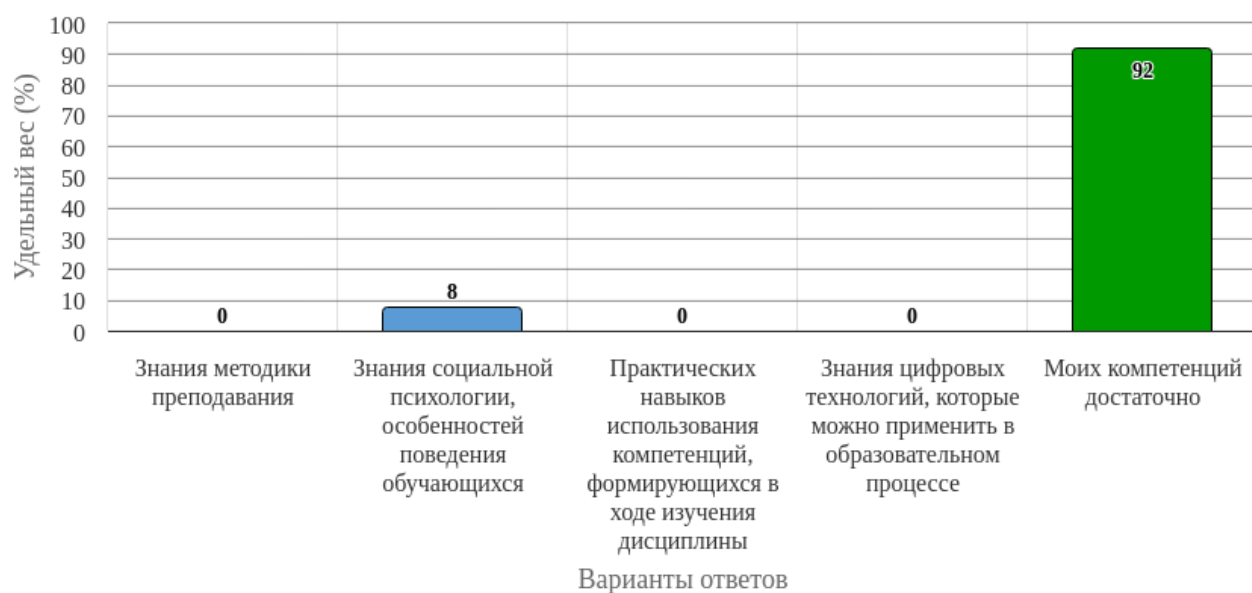 100
90
80
70
60
50
40
30
20
10
0
Удельный вес (%)
0
8
0
0
92
Знания методики
преподавания
Знания социальной
психологии,
особенностей
поведения
обучающихся
Практических
навыков
использования
компетенций,
формирующихся в
ходе изучения
дисциплины
Знания цифровых
технологий, которые
можно применить в
образовательном
процессе
Моих компетенций
достаточно
Варианты ответов